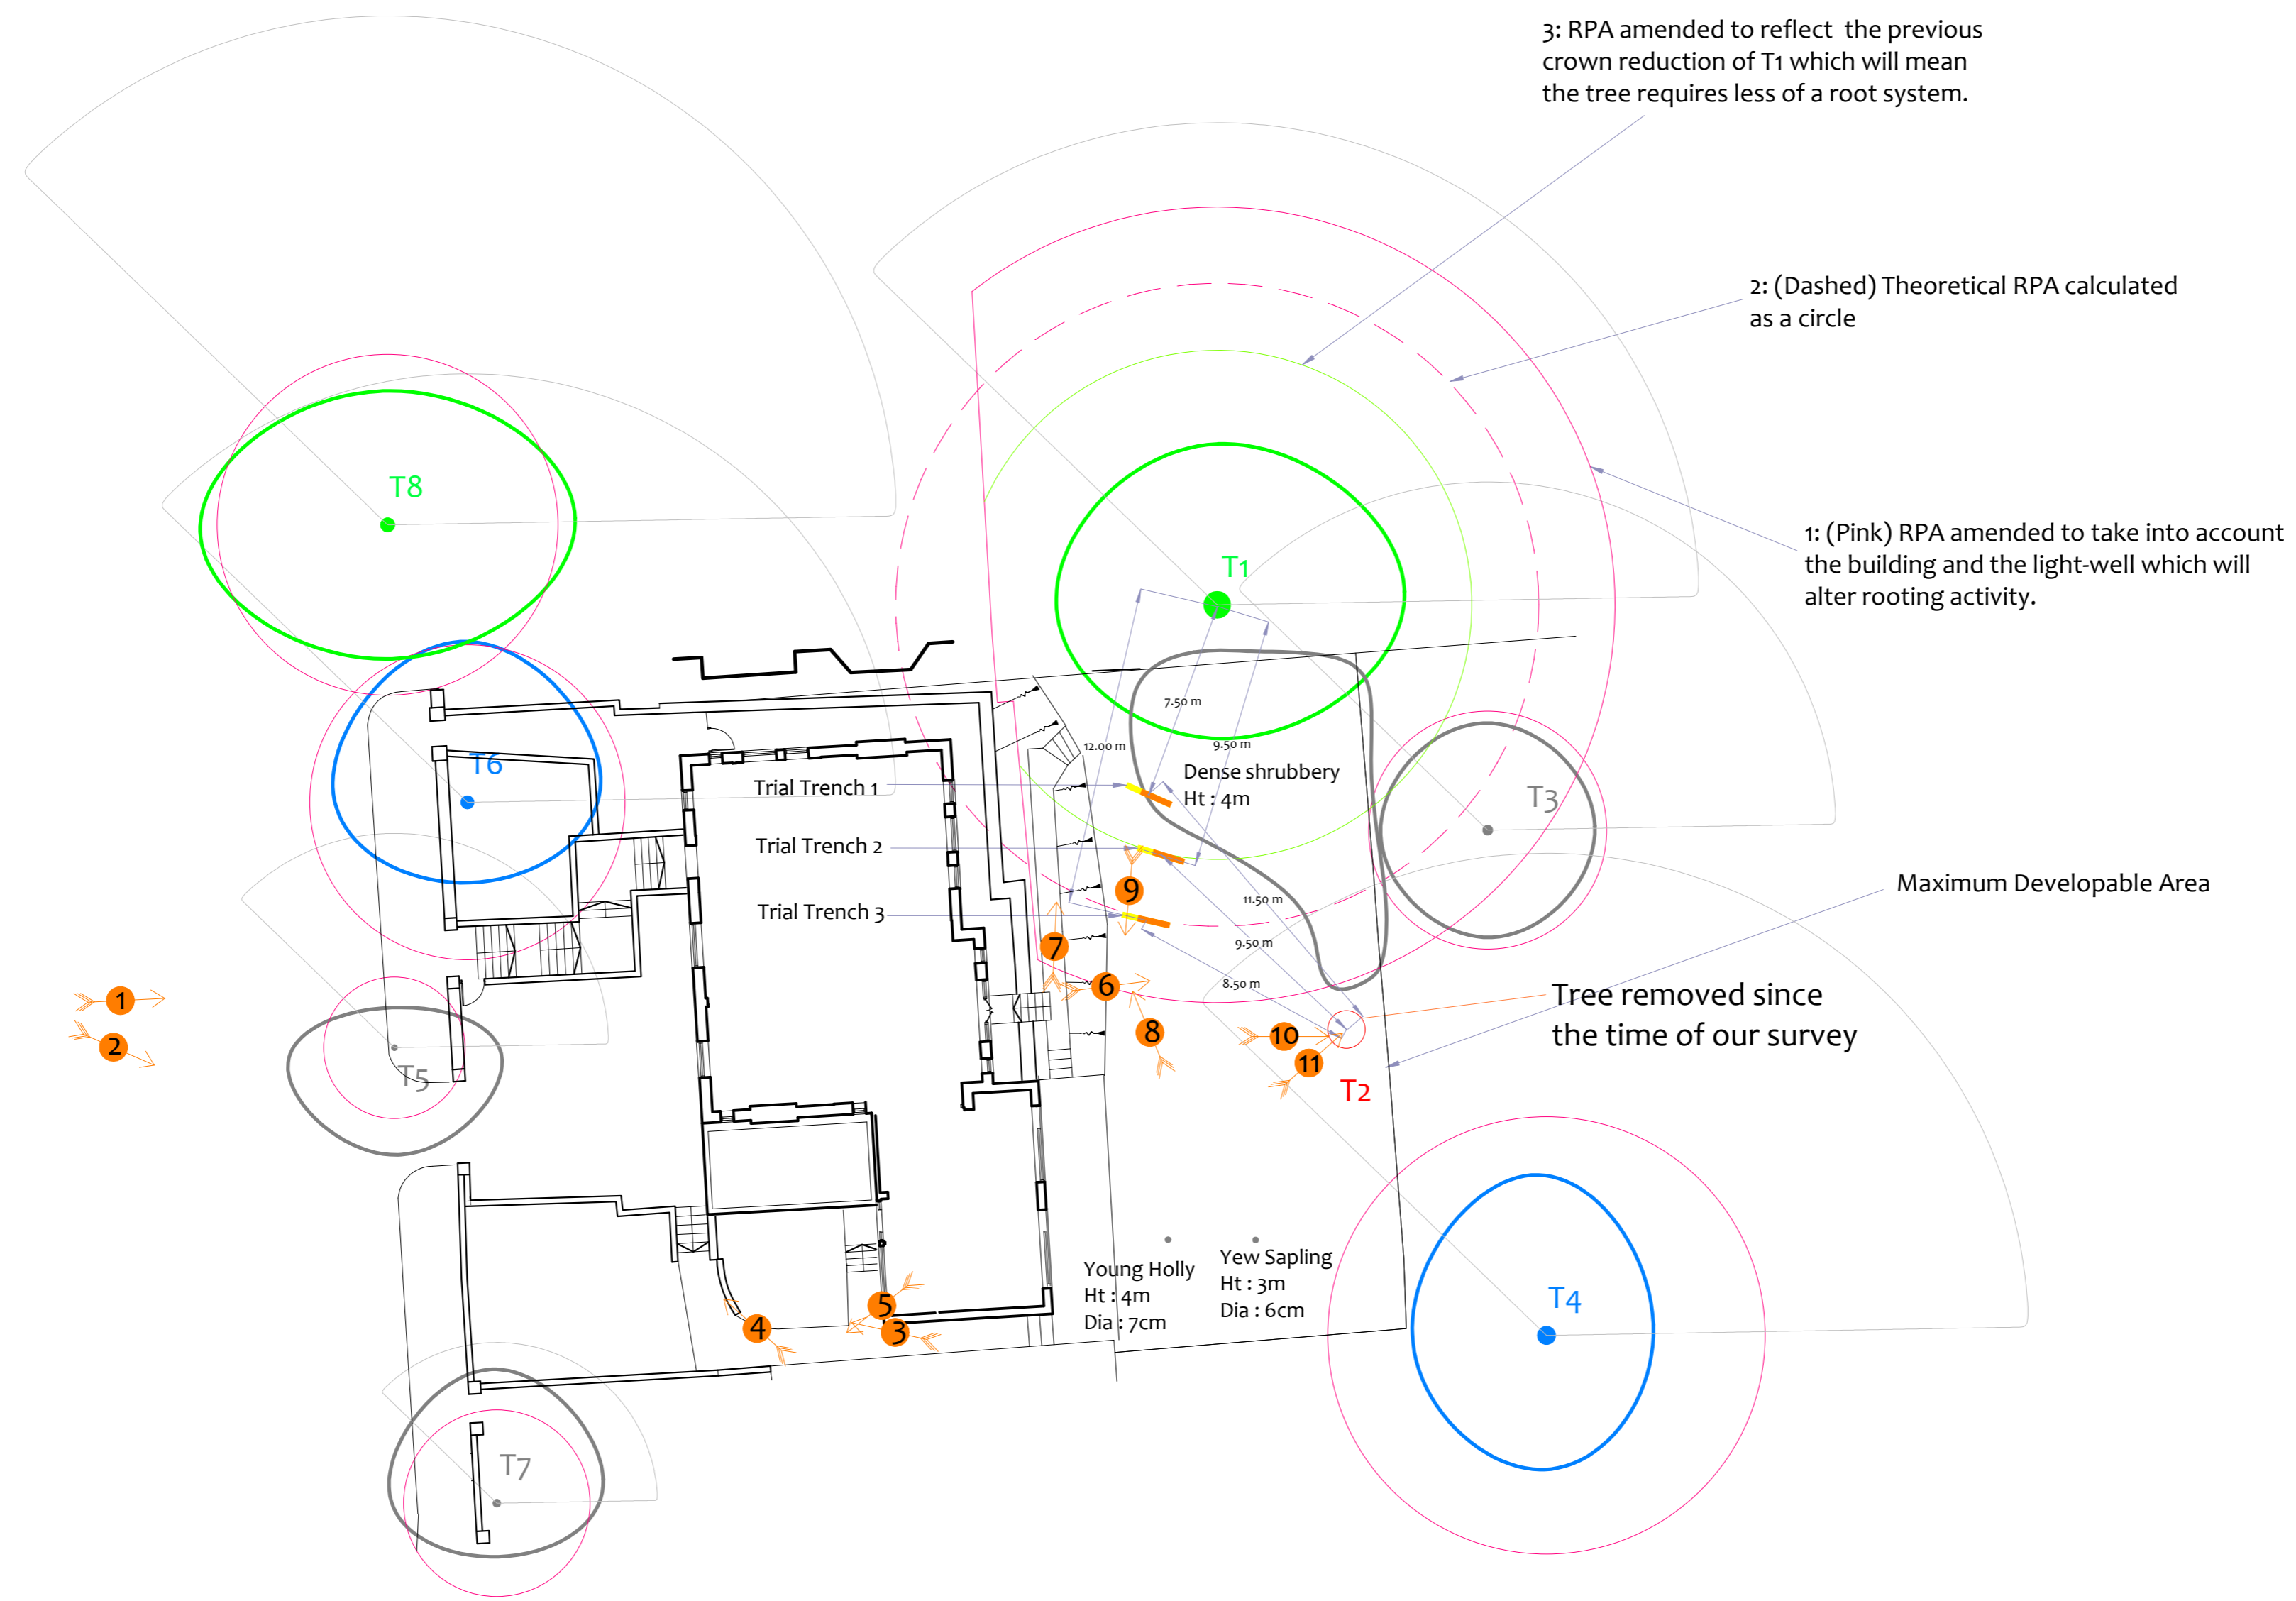 3: RPA amended to reflect the previous
crown reduction of T1 which will mean
the tree requires less of a root system.
2: (Dashed) Theoretical RPA calculated
as a circle
T8
1: (Pink) RPA amended to take into account
the building and the light-well which will
alter rooting activity.
T1
7.50 m
12.00 m
9.50 m
T6
Dense shrubbery
Ht : 4m
Trial Trench 1
T3
Trial Trench 2
9
11.50 m
Maximum Developable Area
Trial Trench 3
7
9.50 m
6
8.50 m
Tree removed since
the time of our survey
1
2
8
10
11
T5
T2
Young Holly
Ht : 4m
Dia : 7cm
Yew Sapling
Ht : 3m
Dia : 6cm
T4
5
4
3
T7